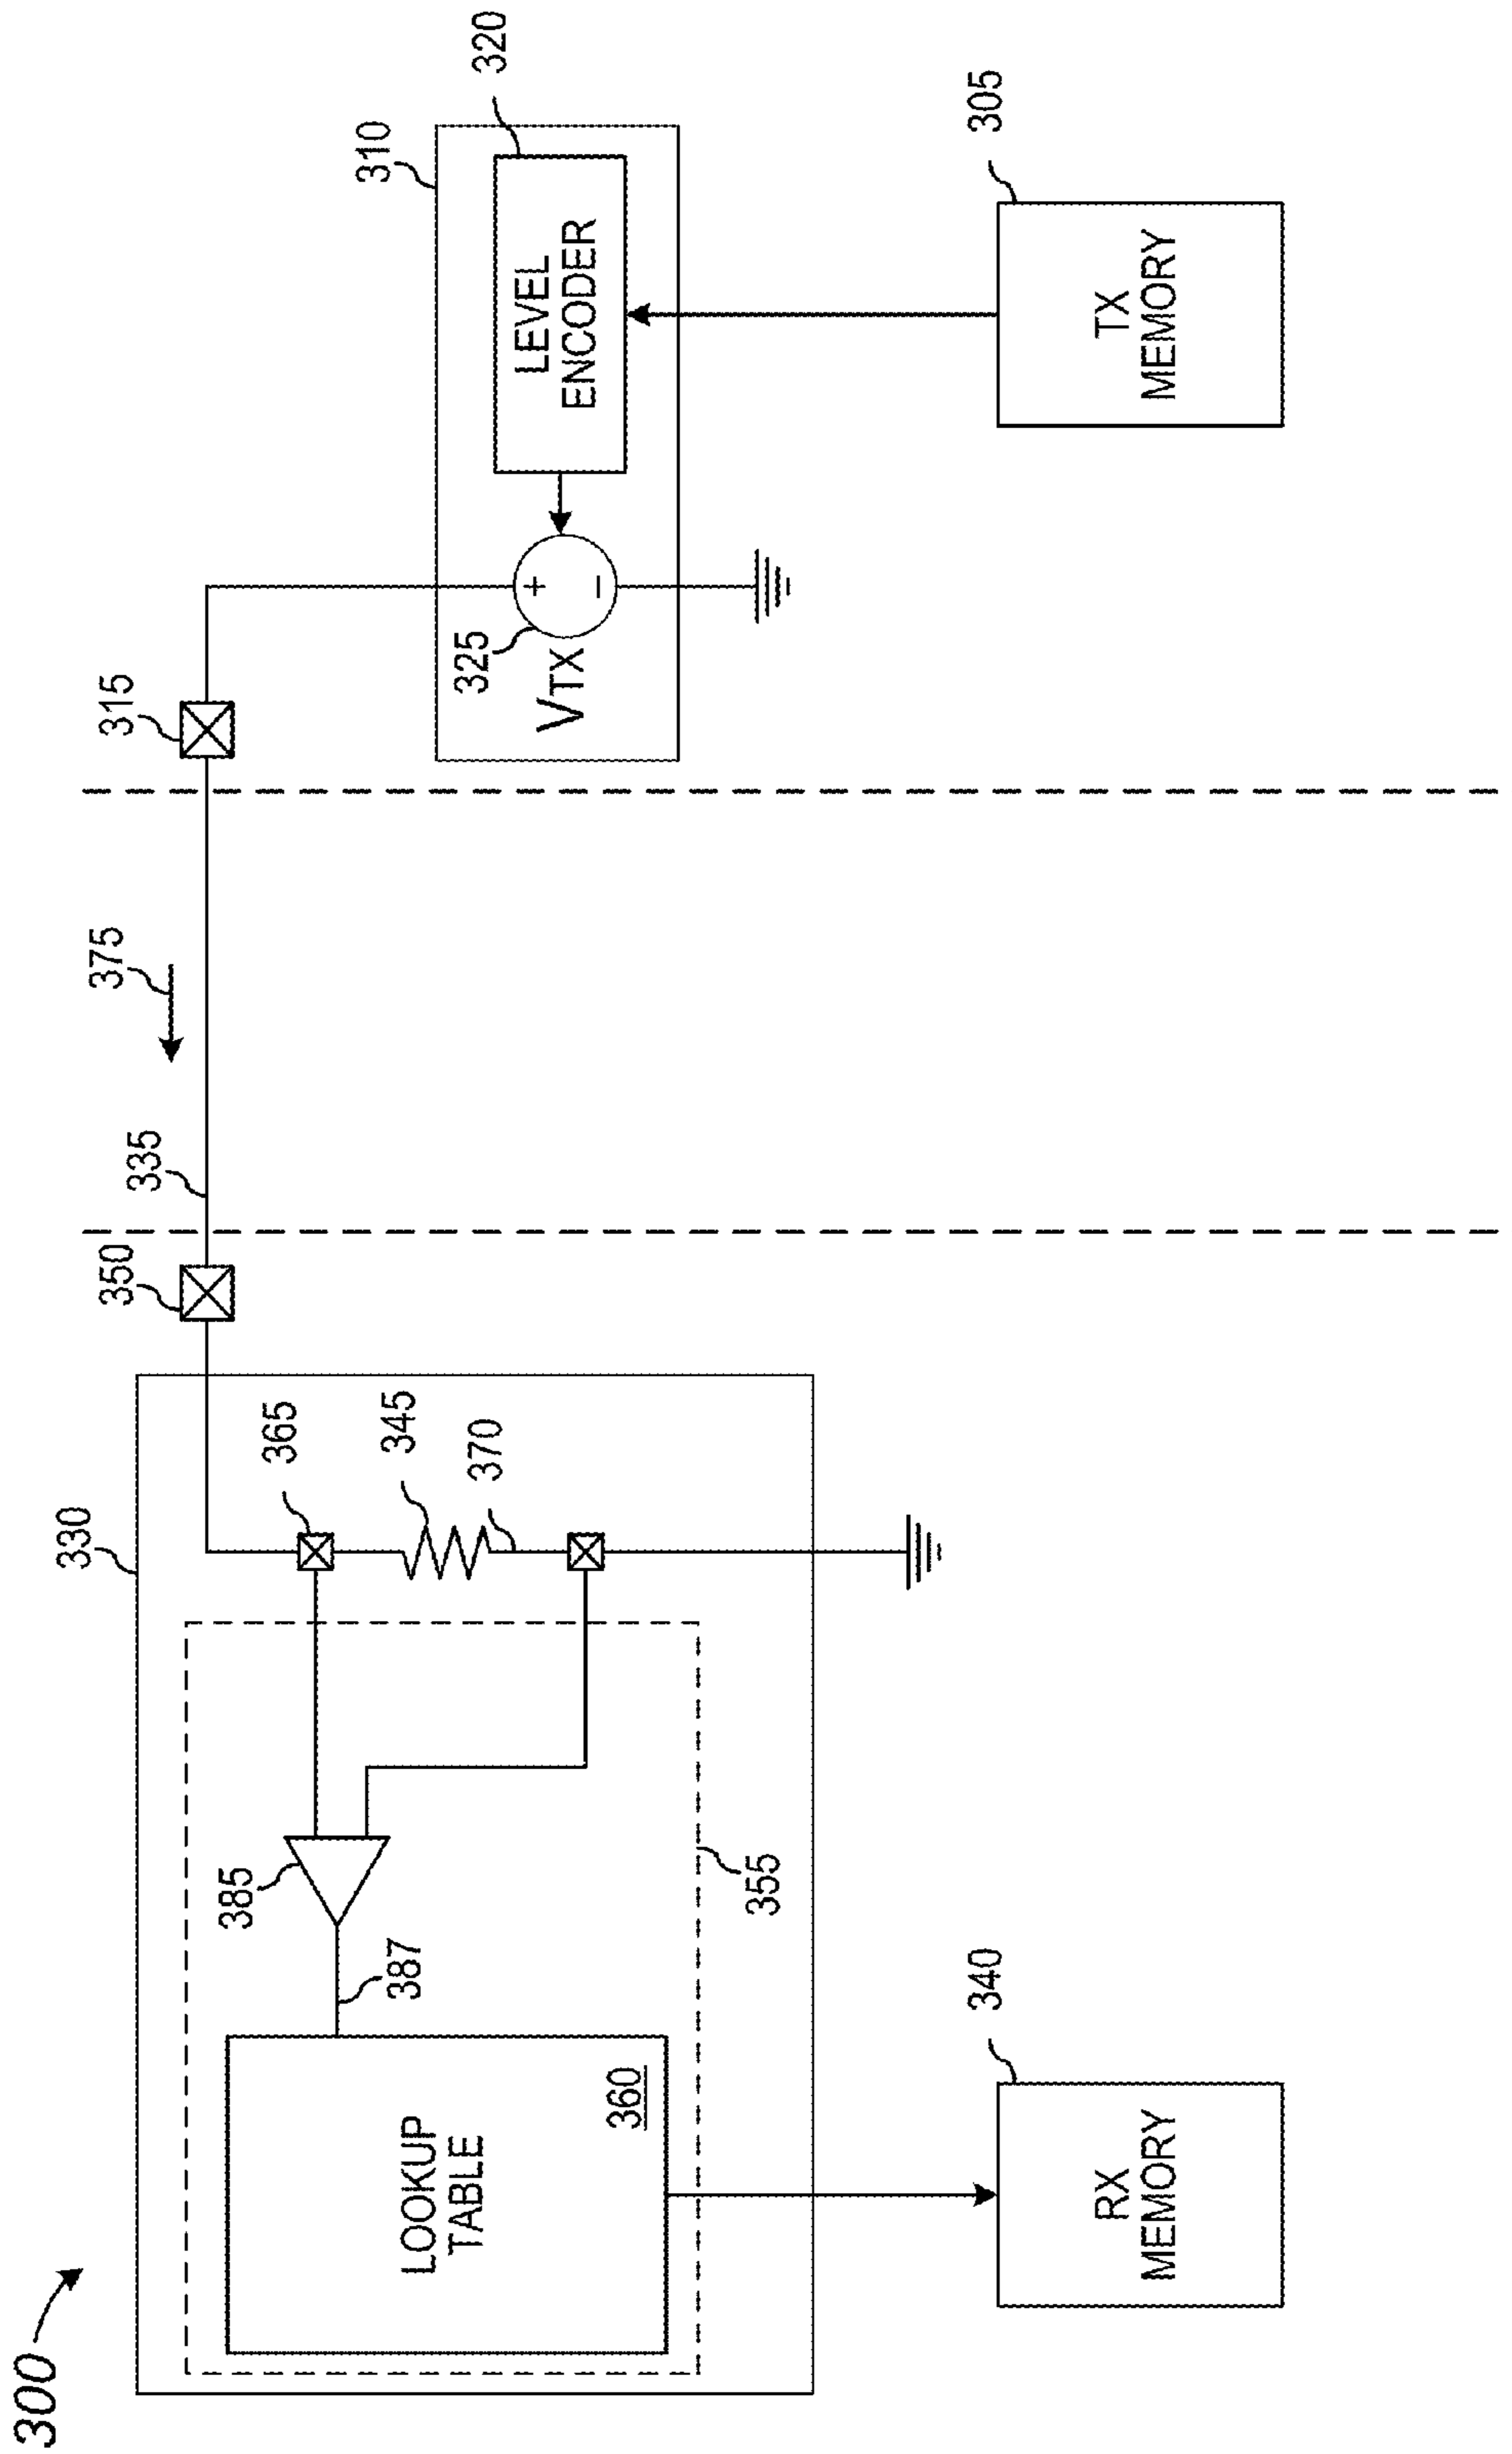 300
330
350
335
375
315
310
320
365
345
370
385
387
355
LOOKUP
TABLE
360
325
VTX
+
−
LEVEL
ENCODER
340
RX
MEMORY
305
TX
MEMORY